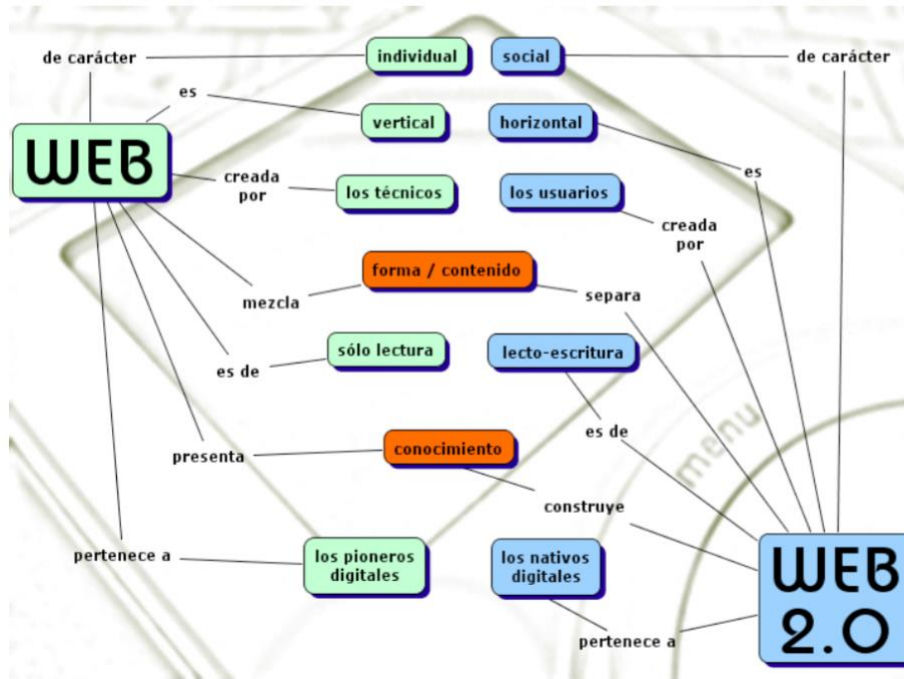 de carácter
individual
social
de carácter
es
vertical
horizontal
WEB
creada
por
los técnicos
los usuarios
es
creada
por
forma / contenido
mezcla
separa
sólo lectura
lecto-escritura
es de
es de
menu
presenta
conocimiento
construye
pertenece a
los pioneros
digitales
los nativos
digitales
WEB
2.0
pertenece a